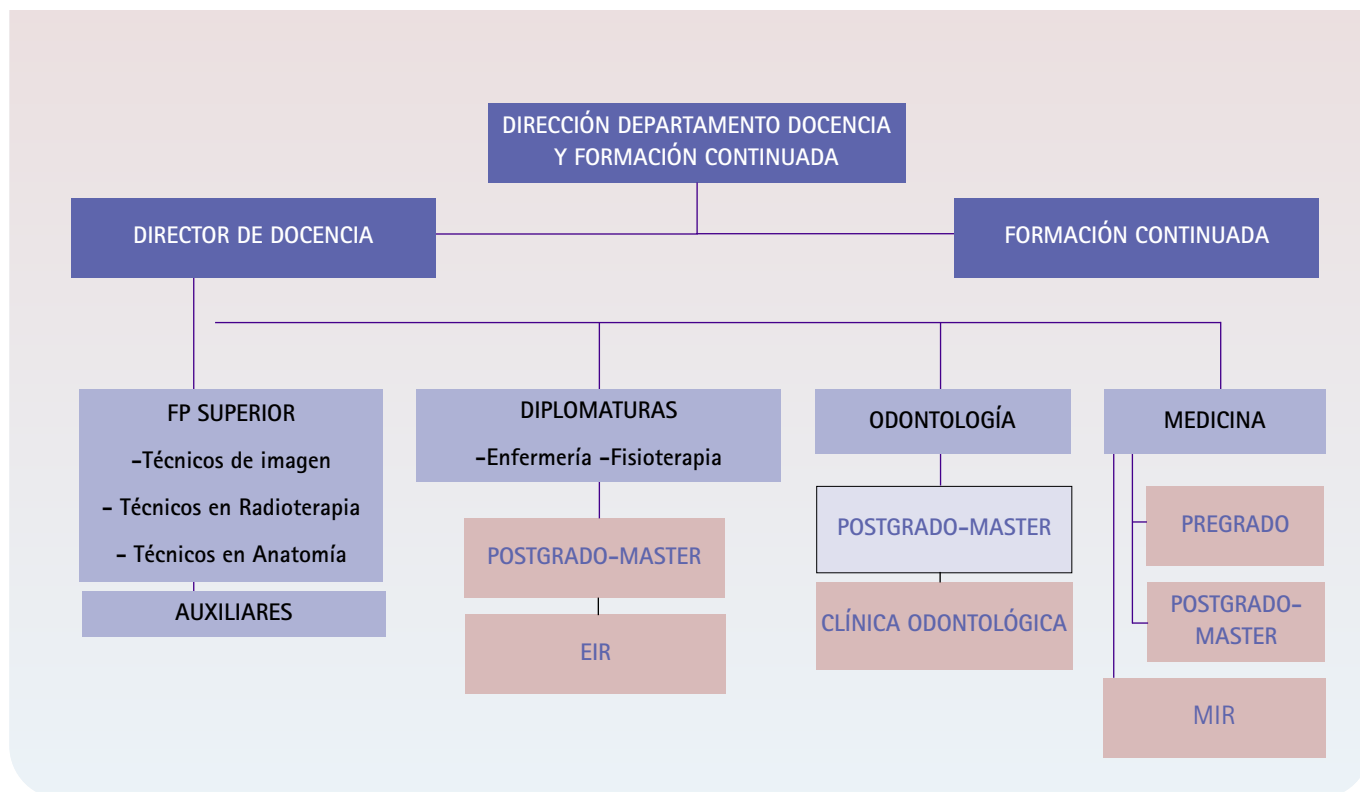 DIRECCIÓN DEPARTAMENTO DOCENCIA
Y FORMACIÓN CONTINUADA
DIRECTOR DE DOCENCIA
FORMACIÓN CONTINUADA
FP SUPERIOR
-Técnicos de imagen
- Técnicos en Radioterapia
- Técnicos en Anatomía
AUXILIARES
DIPLOMATURAS
-Enfermería -Fisioterapia
POSTGRADO-MASTER
EIR
ODONTOLOGÍA
POSTGRADO-MASTER
CLÍNICA ODONTOLÓGICA
MEDICINA
PREGRADO
POSTGRADO-
MASTER
MIR